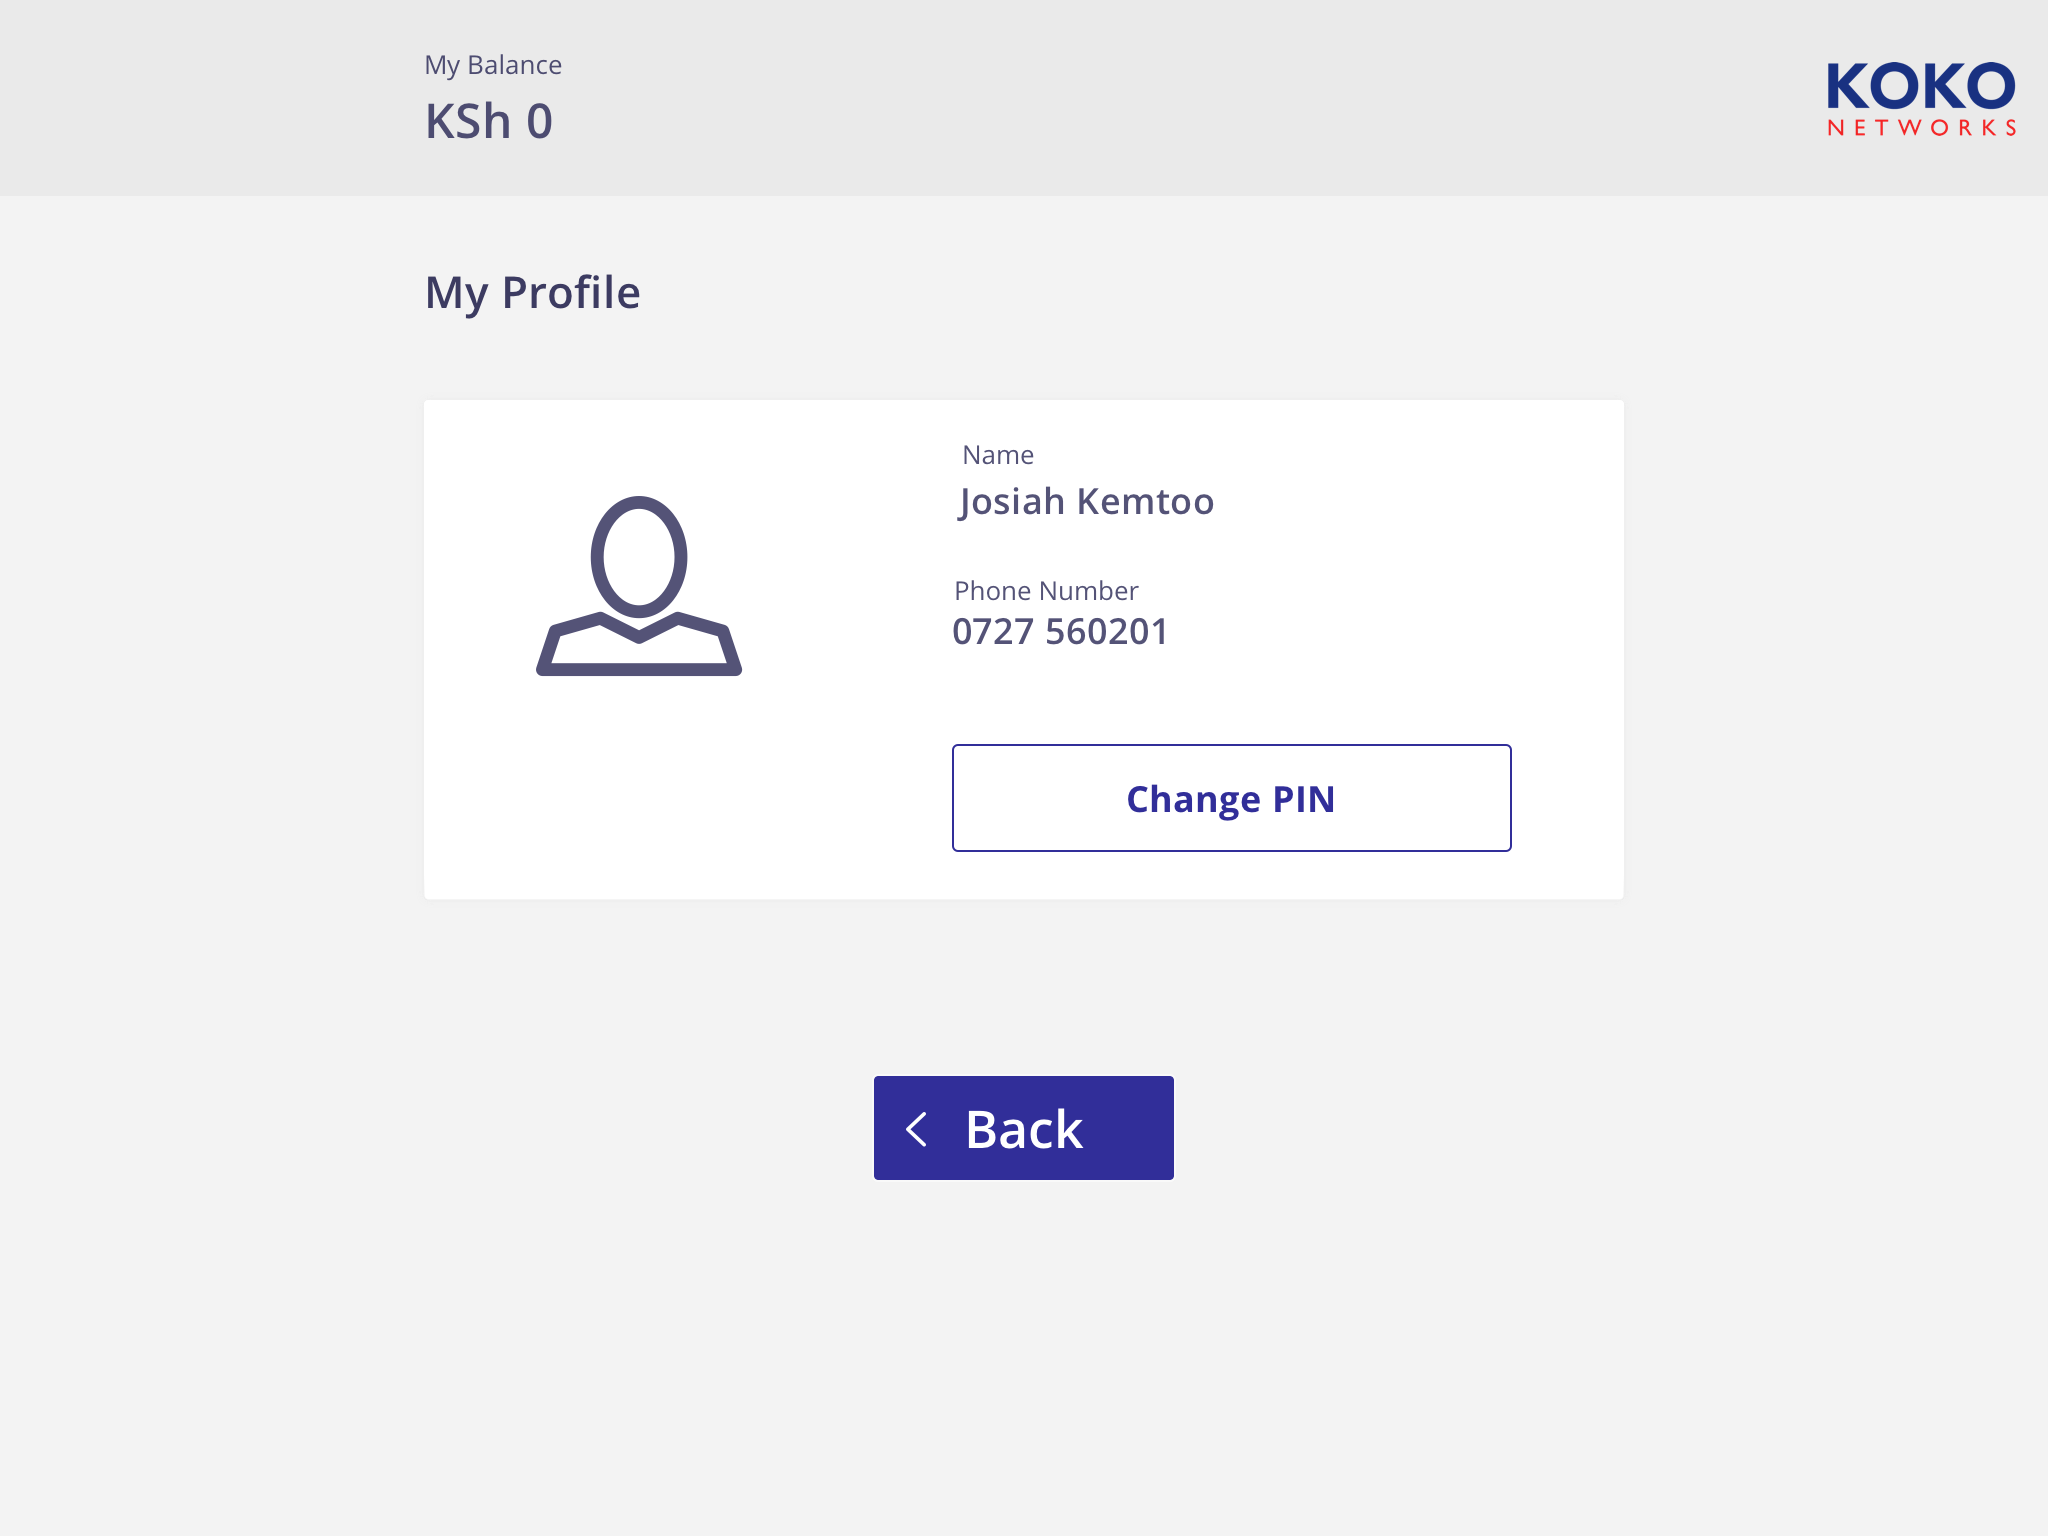 My Balance
KSh 0
KOKO
NETWORKS
My Profile
Name
Josiah Kemtoo
Phone Number
0727 560201
Change PIN
Back